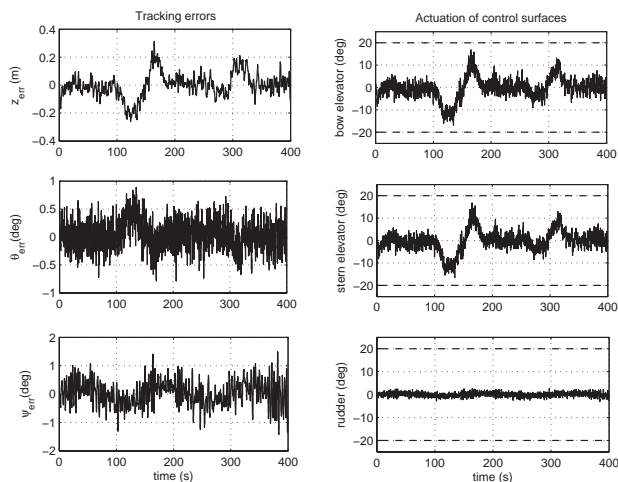 Tracking errors
0.4
0.2
0
−0.2
−0.4
z_err (m)
0 100 200 300 400
1
0.5
0
−0.5
−1
θ_err(deg)
0 100 200 300 400
2
1
0
−1
−2
ψ_err(deg)
0 100 200 300 400
time (s)
Actuation of control surfaces
20
10
0
−10
−20
bow elevator (deg)
0 100 200 300 400
20
10
0
−10
−20
stern elevator (deg)
0 100 200 300 400
20
10
0
−10
−20
rudder (deg)
0 100 200 300 400
time (s)